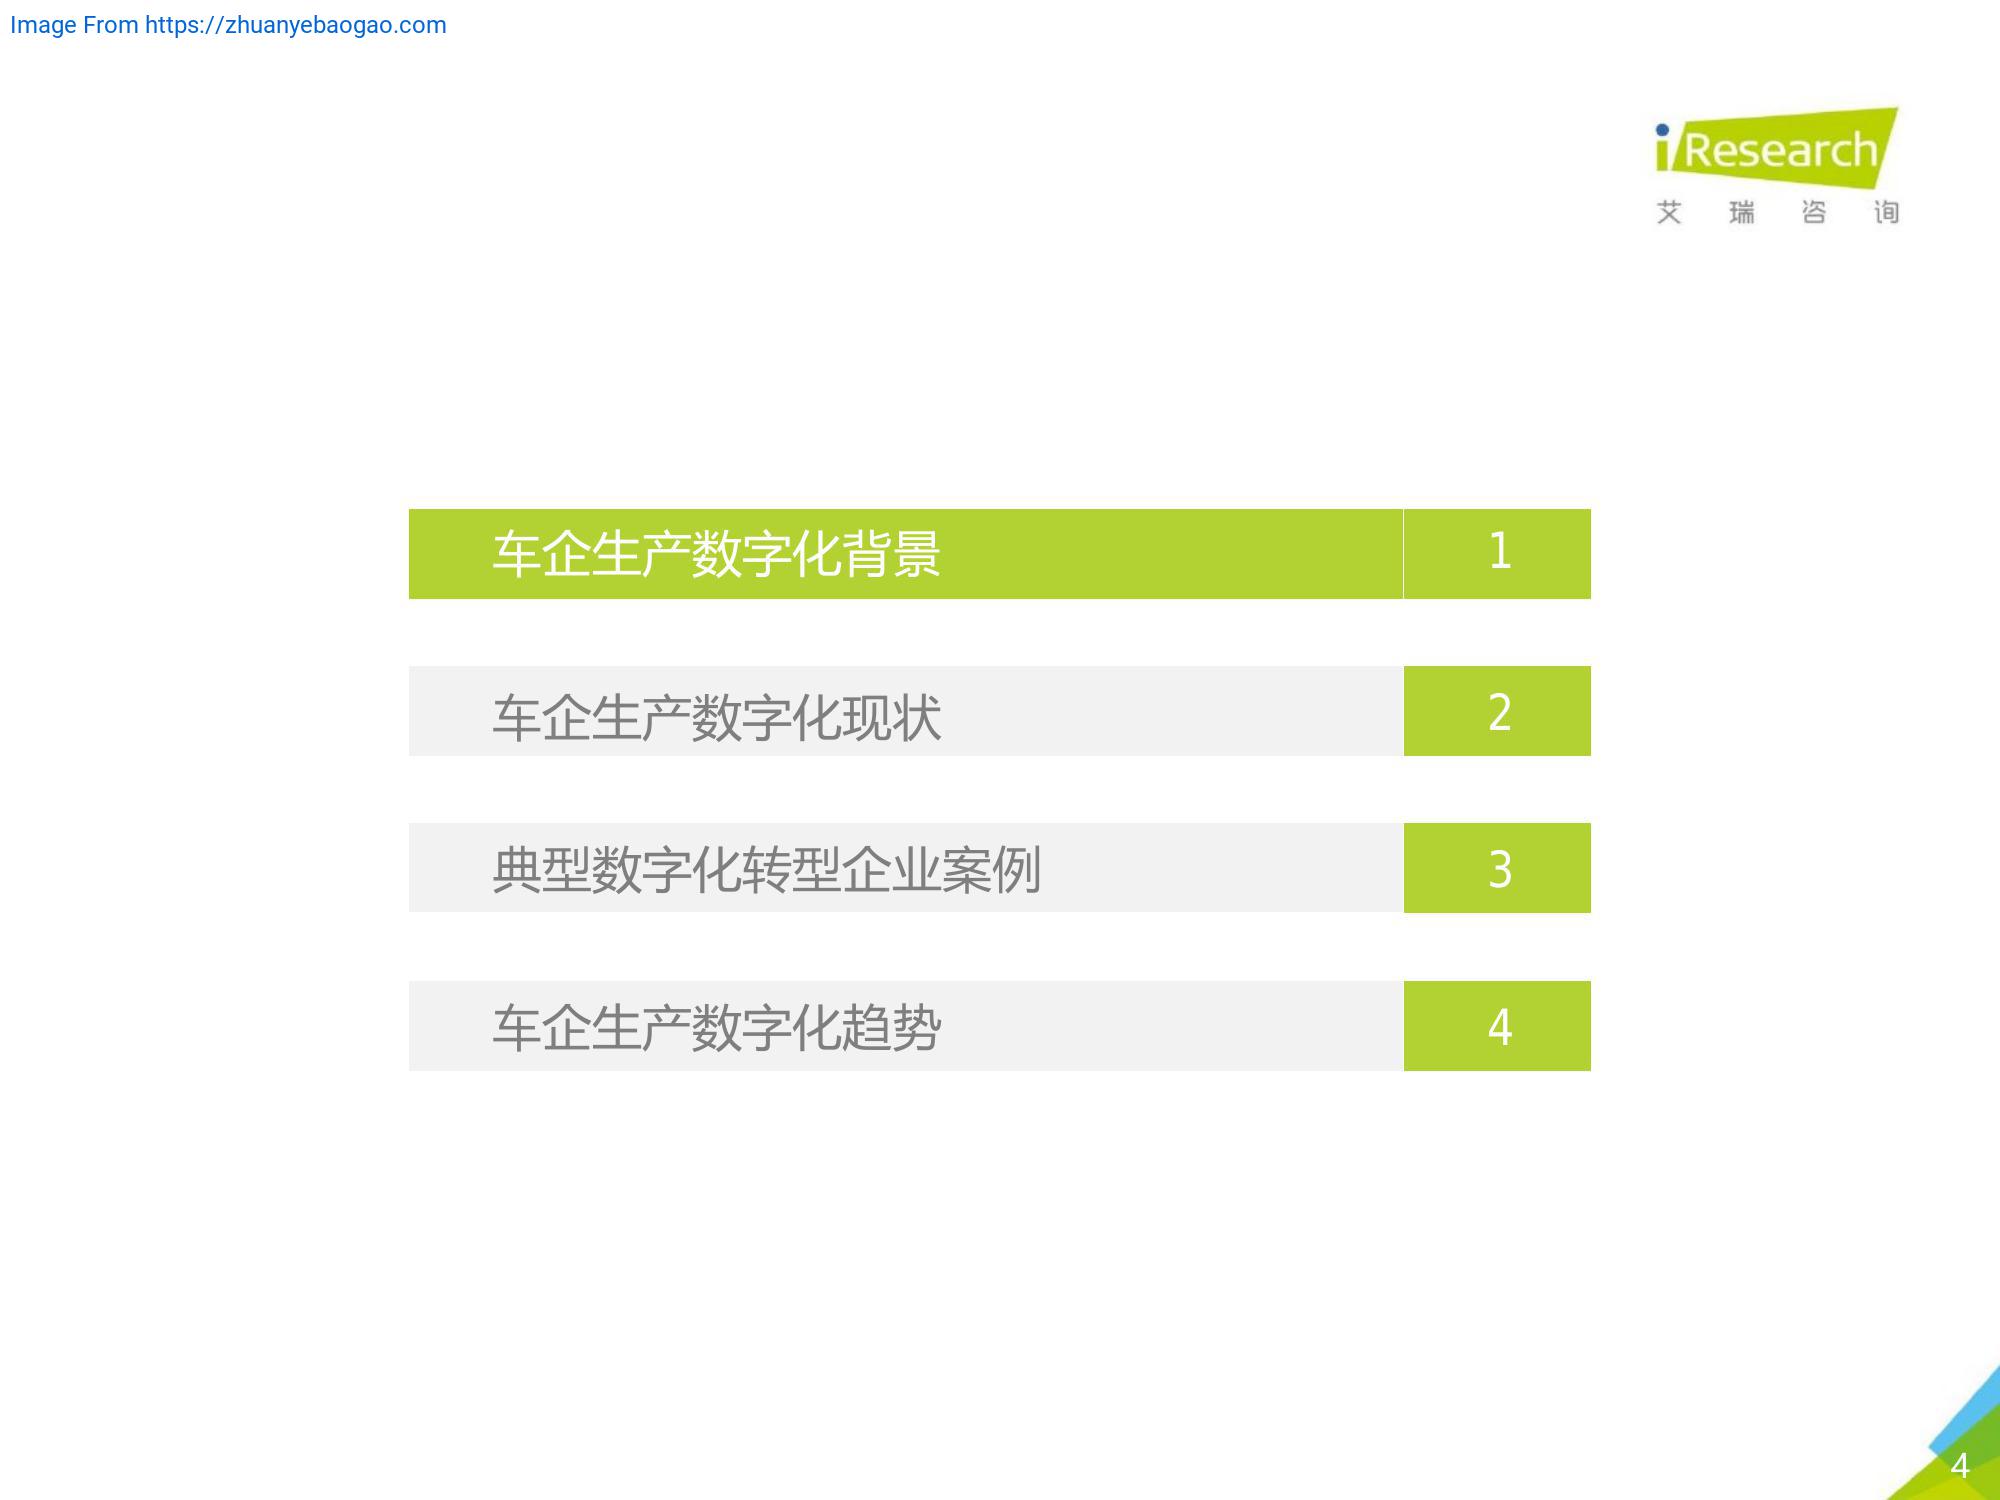 Image From https://zhuanyebaogao.com
iResearch
艾瑞咨询
车企生产数字化背景 1
车企生产数字化现状 2
典型数字化转型企业案例 3
车企生产数字化趋势 4
4